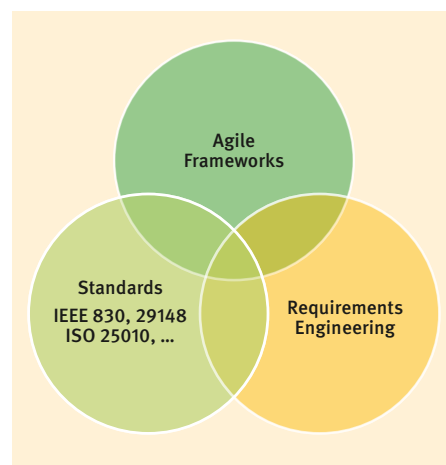 Agile
Frameworks
Standards
IEEE 830, 29148
ISO 25010, ...
Requirements
Engineering